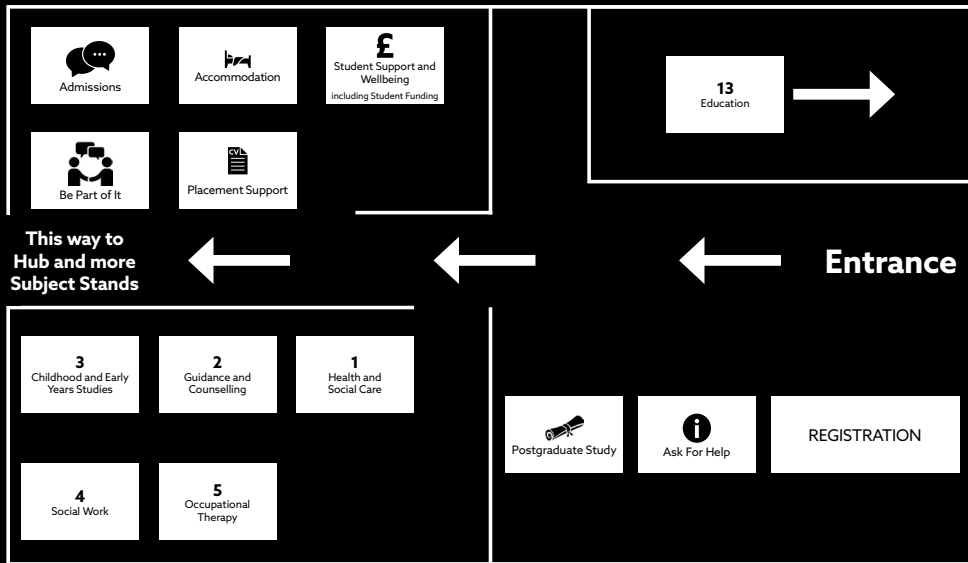 Admissions
Accommodation
£
Student Support and
Wellbeing
including Student Funding
13
Education
Be Part of It
CV
Placement Support
This way to
Hub and more
Subject Stands
Entrance
3
Childhood and Early
Years Studies
2
Guidance and
Counselling
1
Health and
Social Care
Postgraduate Study
i
Ask For Help
REGISTRATION
4
Social Work
5
Occupational
Therapy